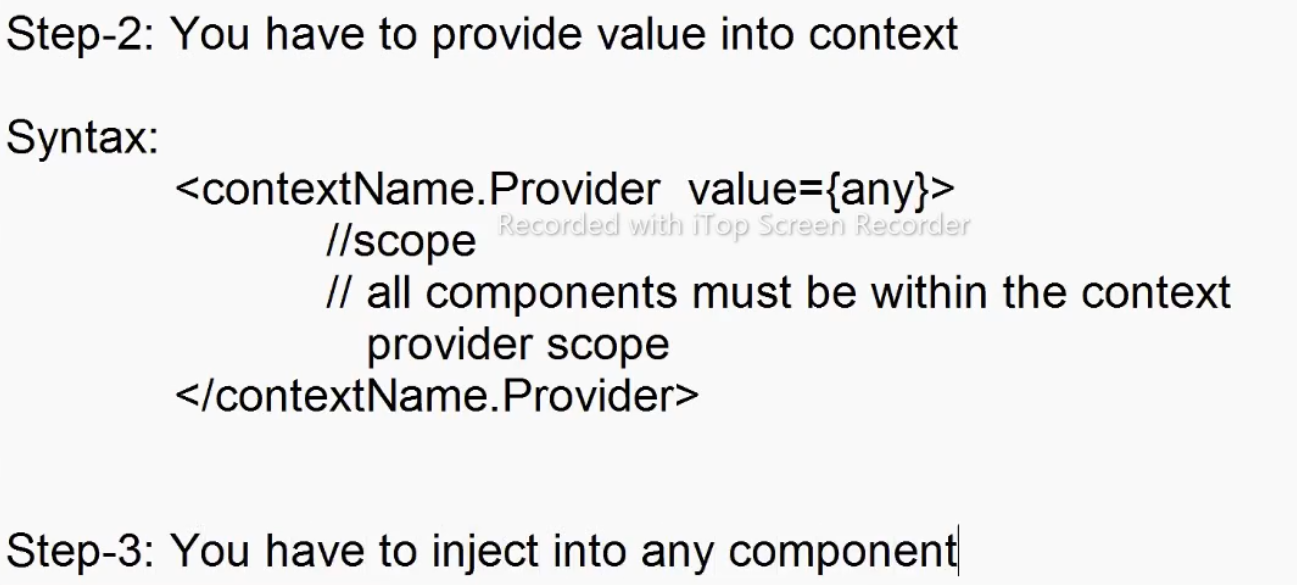 Step-2: You have to provide value into context
Syntax:
<contextName.Provider value={any}>
Recorded with iTop Screen Recorder
//scope
// all components must be within the context
provider scope
</contextName.Provider>
Step-3: You have to inject into any component